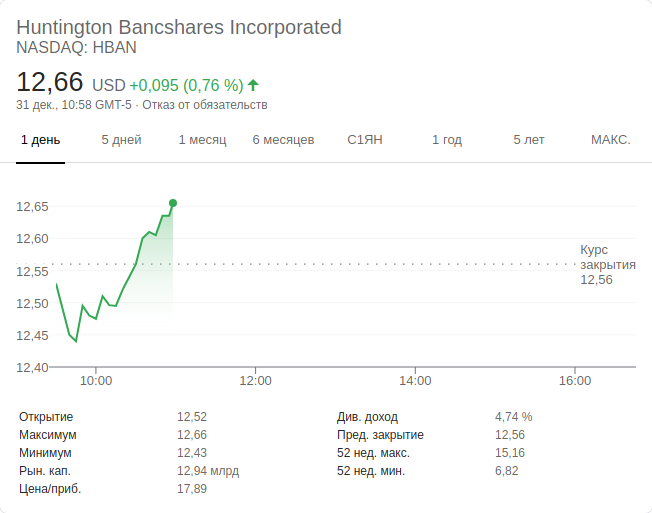 Huntington Bancshares Incorporated
NASDAQ: HBAN
12,66 USD +0,095 (0,76 %)
31 дек., 10:58 GMT-5 · Отказ от обязательств
1 день 5 дней 1 месяц 6 месяцев С1ЯН 1 год 5 лет МАКС.
12,65
12,60
12,55
12,50
12,45
12,40
Курс
закрытия
12,56
10:00 12:00 14:00 16:00
Открытие 12,52 Див. доход 4,74 %
Максимум 12,66 Пред. закрытие 12,56
Минимум 12,43 52 нед. макс. 15,16
Рын. кап. 12,94 млрд 52 нед. мин. 6,82
Цена/приб. 17,89